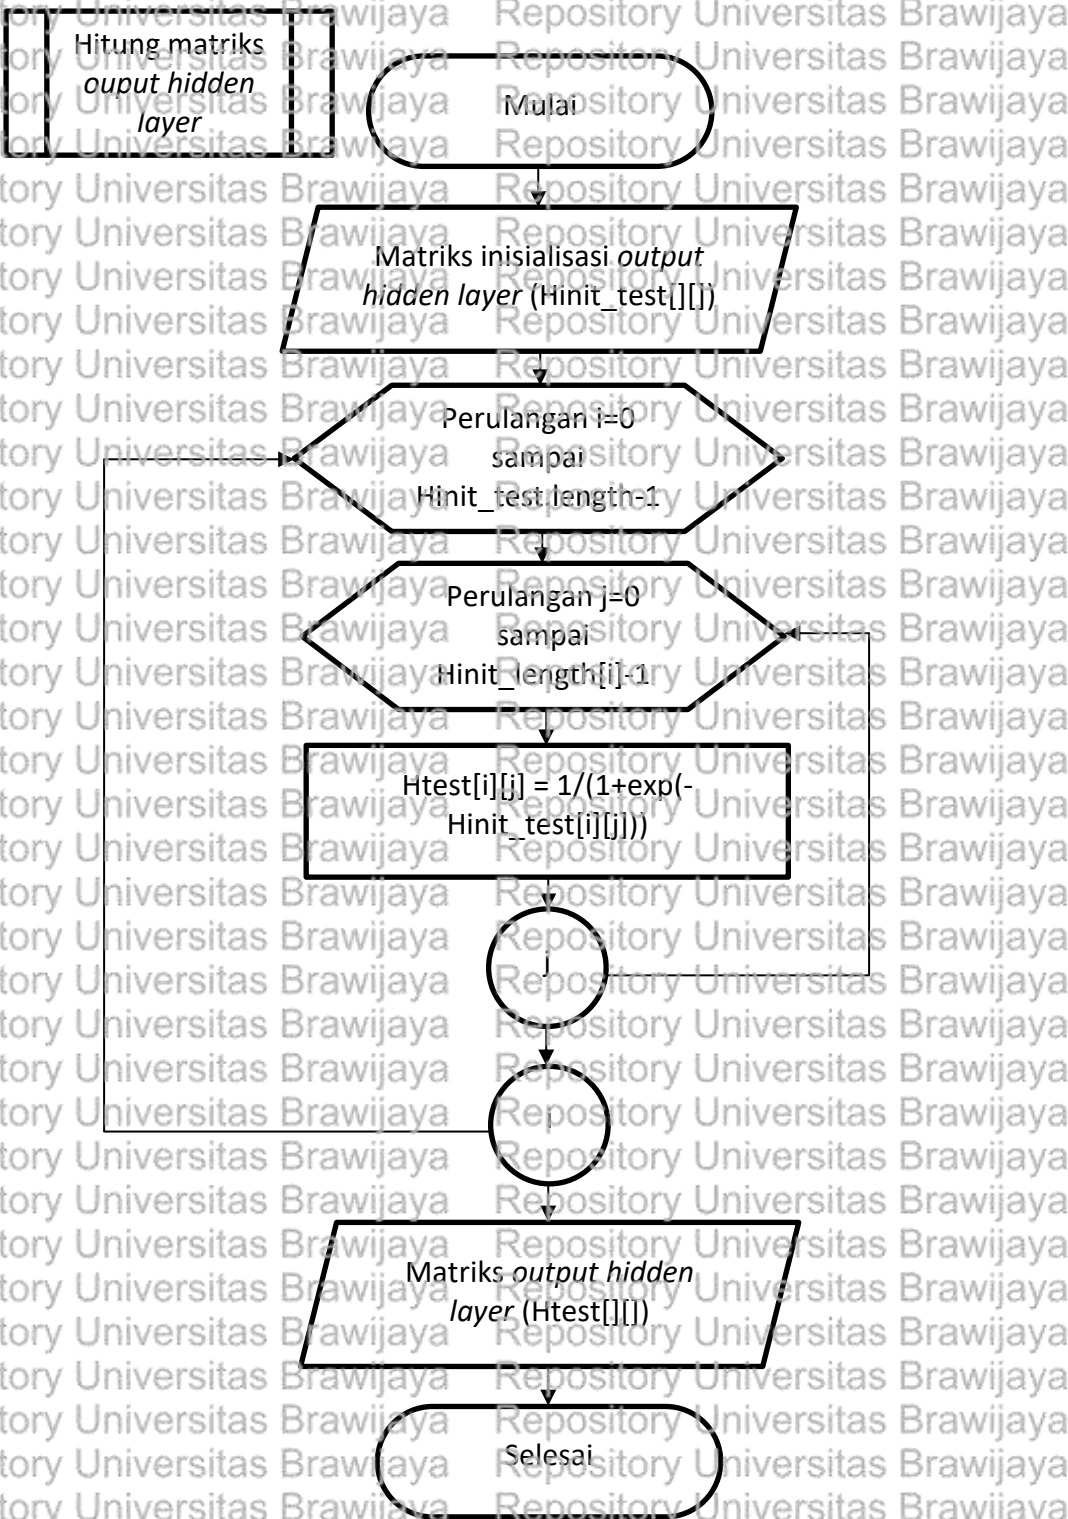 Hitung matriks
ouput hidden
layer
Mulai
Matriks inisialisasi output
hidden layer (Hinit_test[][])
Perulangan i=0
sampai
Hinit_test.length-1
Perulangan j=0
sampai
Hinit_length[i]-1
Htest[i][j] = 1/(1+exp(-
Hinit_test[i][j]))
j
i
Matriks output hidden
layer (Htest[][])
Selesai